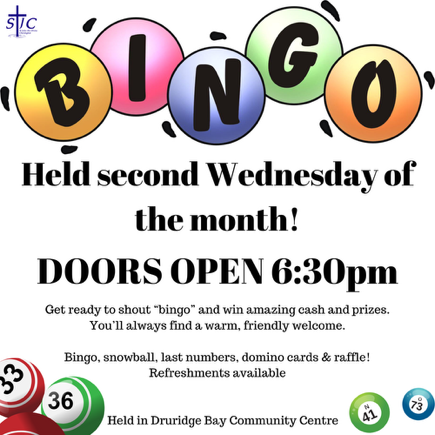 STJC
BINGO
Held second Wednesday of
the month!
DOORS OPEN 6:30pm
Get ready to shout “bingo” and win amazing cash and prizes.
You’ll always find a warm, friendly welcome.
Bingo, snowball, last numbers, domino cards & raffle!
Refreshments available
33
36
Held in Druridge Bay Community Centre
N
41
G
73